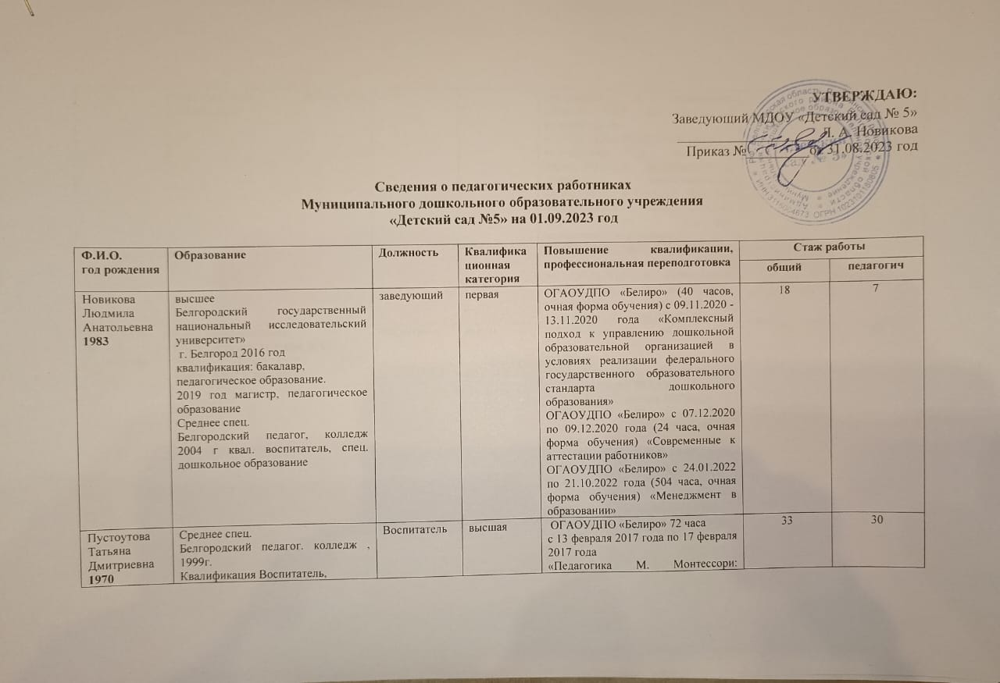 УТВЕРЖДАЮ:
Заведующий МДОУ «Детский сад № 5»
Л. А. Новикова
Приказ № от 31.08.2023 год
Сведения о педагогических работниках
Муниципального дошкольного образовательного учреждения
«Детский сад №5» на 01.09.2023 год
Ф.И.О.
год рождения
Образование
Должность
Квалифика
ционная
категория
Повышение квалификации,
профессиональная переподготовка
Стаж работы
общий
педагогич
Новикова
Людмила
Анатольевна
1983
высшее
Белгородский государственный
национальный исследовательский
университет»
г. Белгород 2016 год
квалификация: бакалавр,
педагогическое образование.
2019 год магистр, педагогическое
образование
Среднее спец.
Белгородский педагог, колледж
2004 г квал. воспитатель, спец.
дошкольное образование
заведующий
первая
ОГАОУДПО «Белиро» (40 часов,
очная форма обучения) с 09.11.2020 -
13.11.2020 года «Комплексный
подход к управлению дошкольной
образовательной организацией в
условиях реализации федерального
государственного образовательного
стандарта дошкольного
образования»
ОГАОУДПО «Белиро» с 07.12.2020
по 09.12.2020 года (24 часа, очная
форма обучения) «Современные к
аттестации работников»
ОГАОУДПО «Белиро» с 24.01.2022
по 21.10.2022 года (504 часа, очная
форма обучения) «Менеджмент в
образовании»
18
7
Пустоутова
Татьяна
Дмитриевна
1970
Среднее спец.
Белгородский педагог. колледж ,
1999г.
Квалификация Воспитатель,
Воспитатель
высшая
ОГАОУДПО «Белиро» 72 часа
с 13 февраля 2017 года по 17 февраля
2017 года
«Педагогика М. Монтессори:
33
30